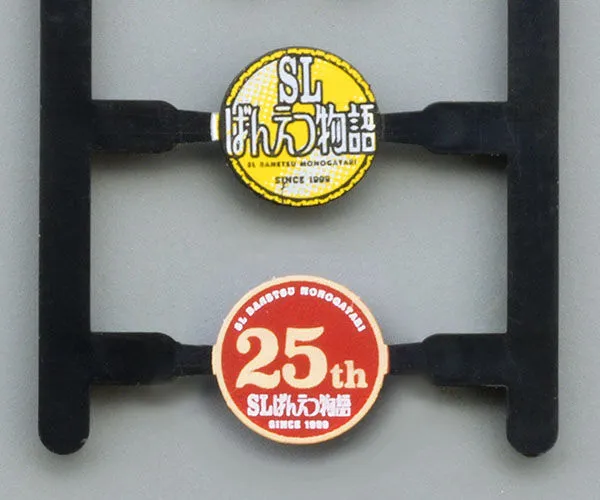 SL
ばんえつ物語
SL BANETSU MONOGATARI
SINCE 1999
SL BANETSU MONOGATARI
25th
SLばんえつ物語
SINCE 1999